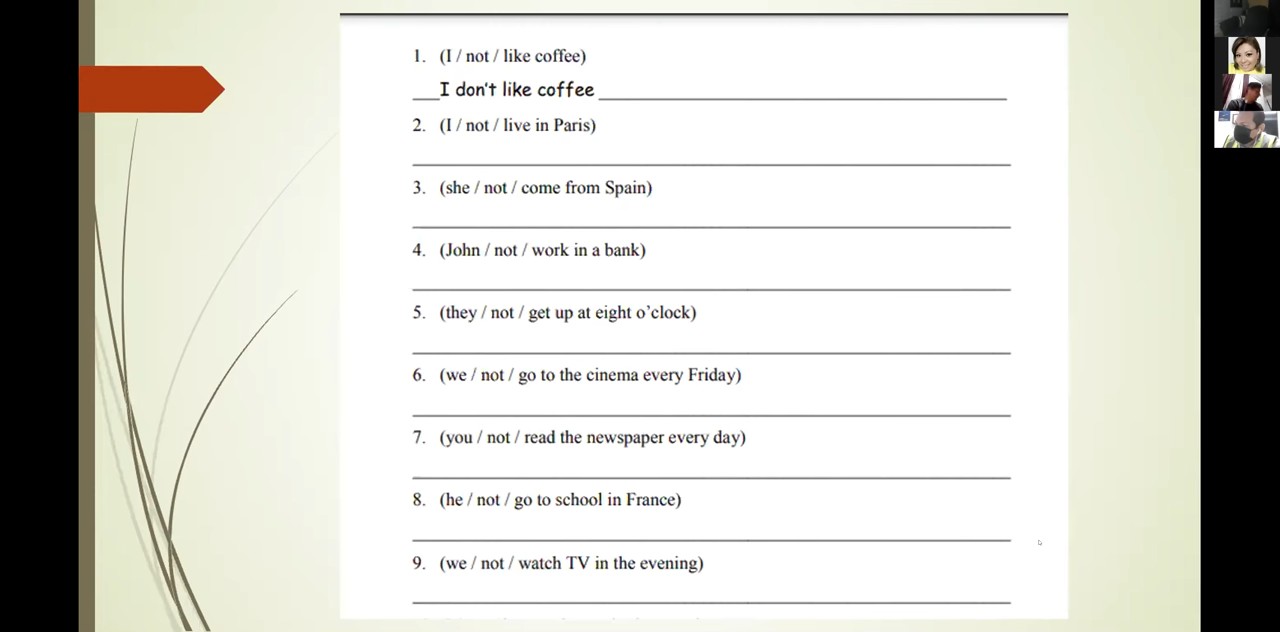 1. (I / not / like coffee)
___I don't like coffee
2. (I / not / live in Paris)
3. (she / not / come from Spain)
4. (John / not / work in a bank)
5. (they / not / get up at eight o'clock)
6. (we / not / go to the cinema every Friday)
7. (you / not / read the newspaper every day)
8. (he / not / go to school in France)
9. (we / not / watch TV in the evening)